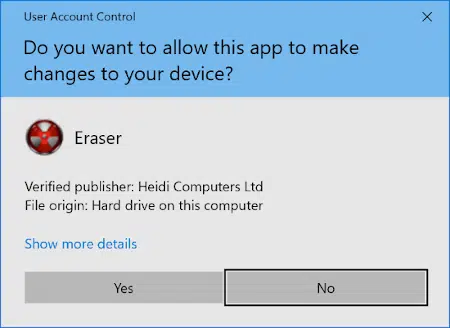 User Account Control
Do you want to allow this app to make
changes to your device?
Eraser
Verified publisher: Heidi Computers Ltd
File origin: Hard drive on this computer
Show more details
Yes
No